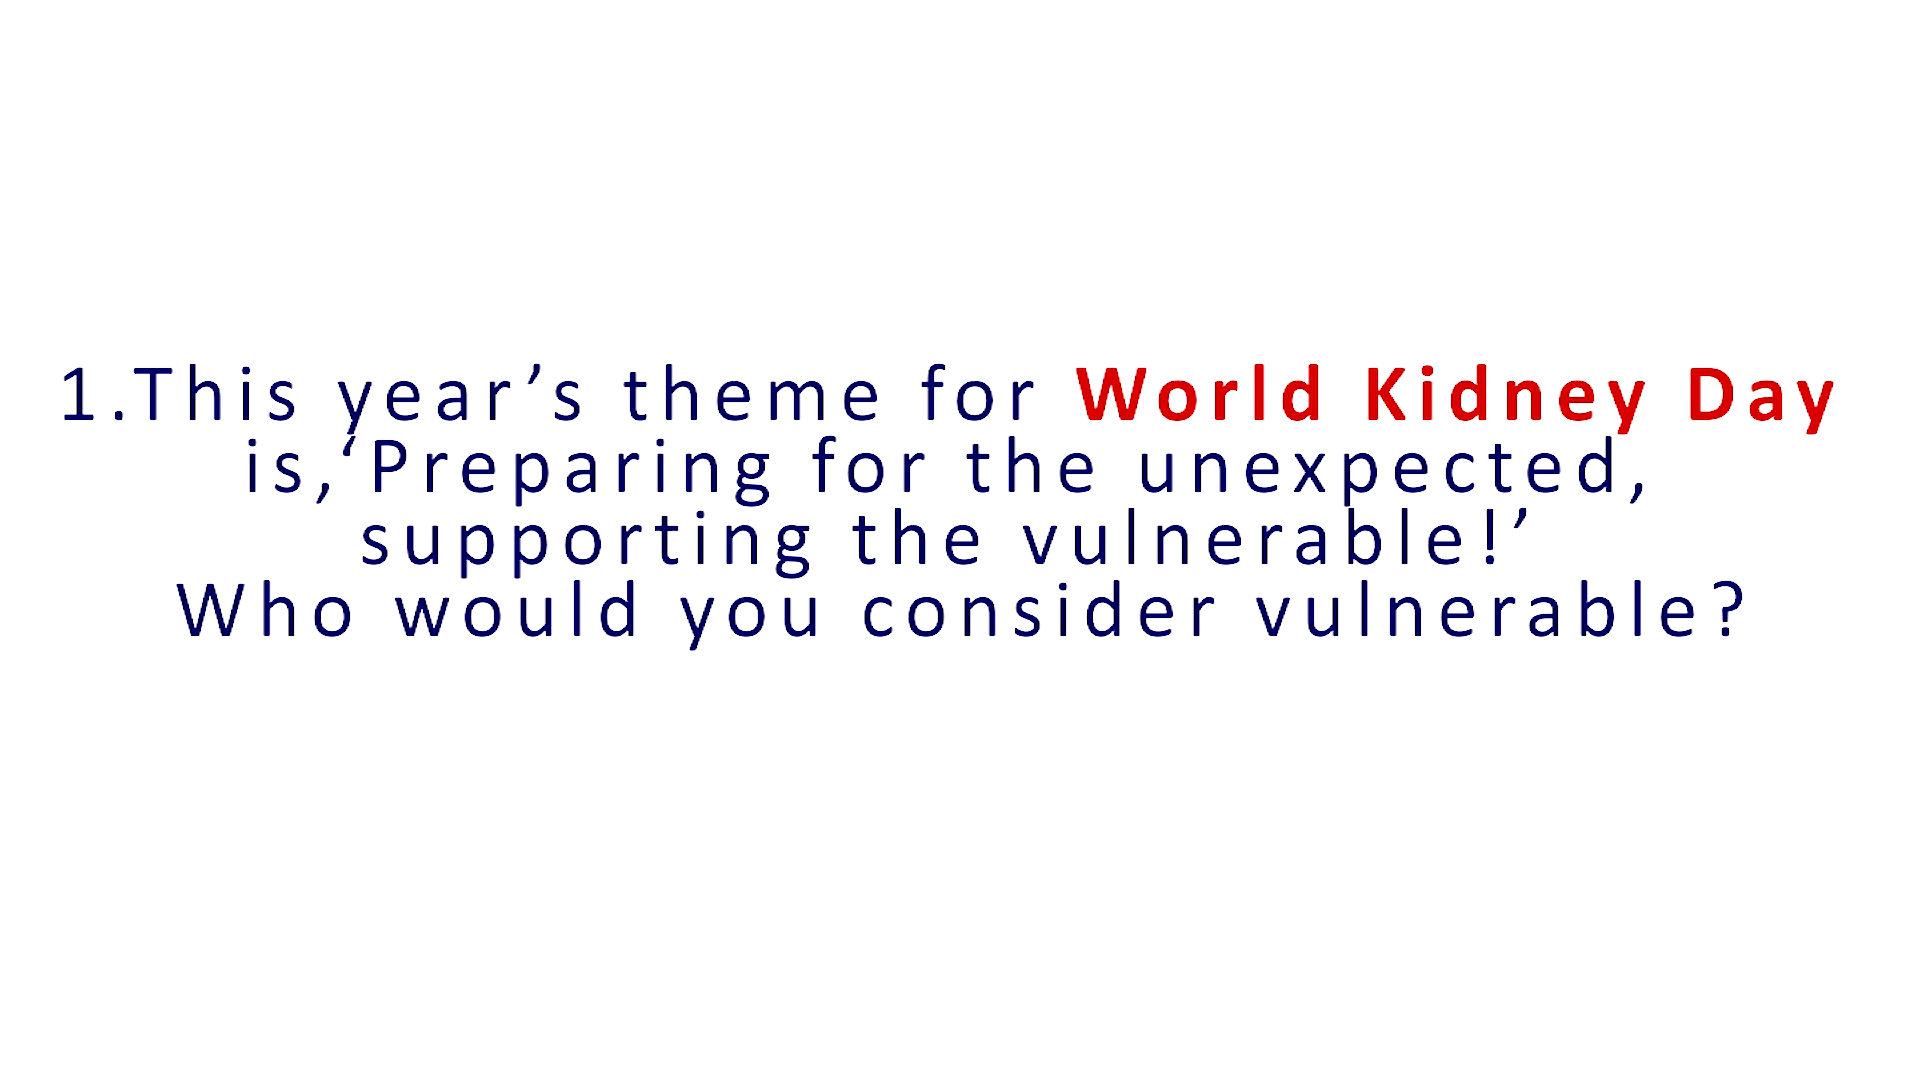 1.This year’s theme for World Kidney Day
is,‘Preparing for the unexpected,
supporting the vulnerable!’
Who would you consider vulnerable?